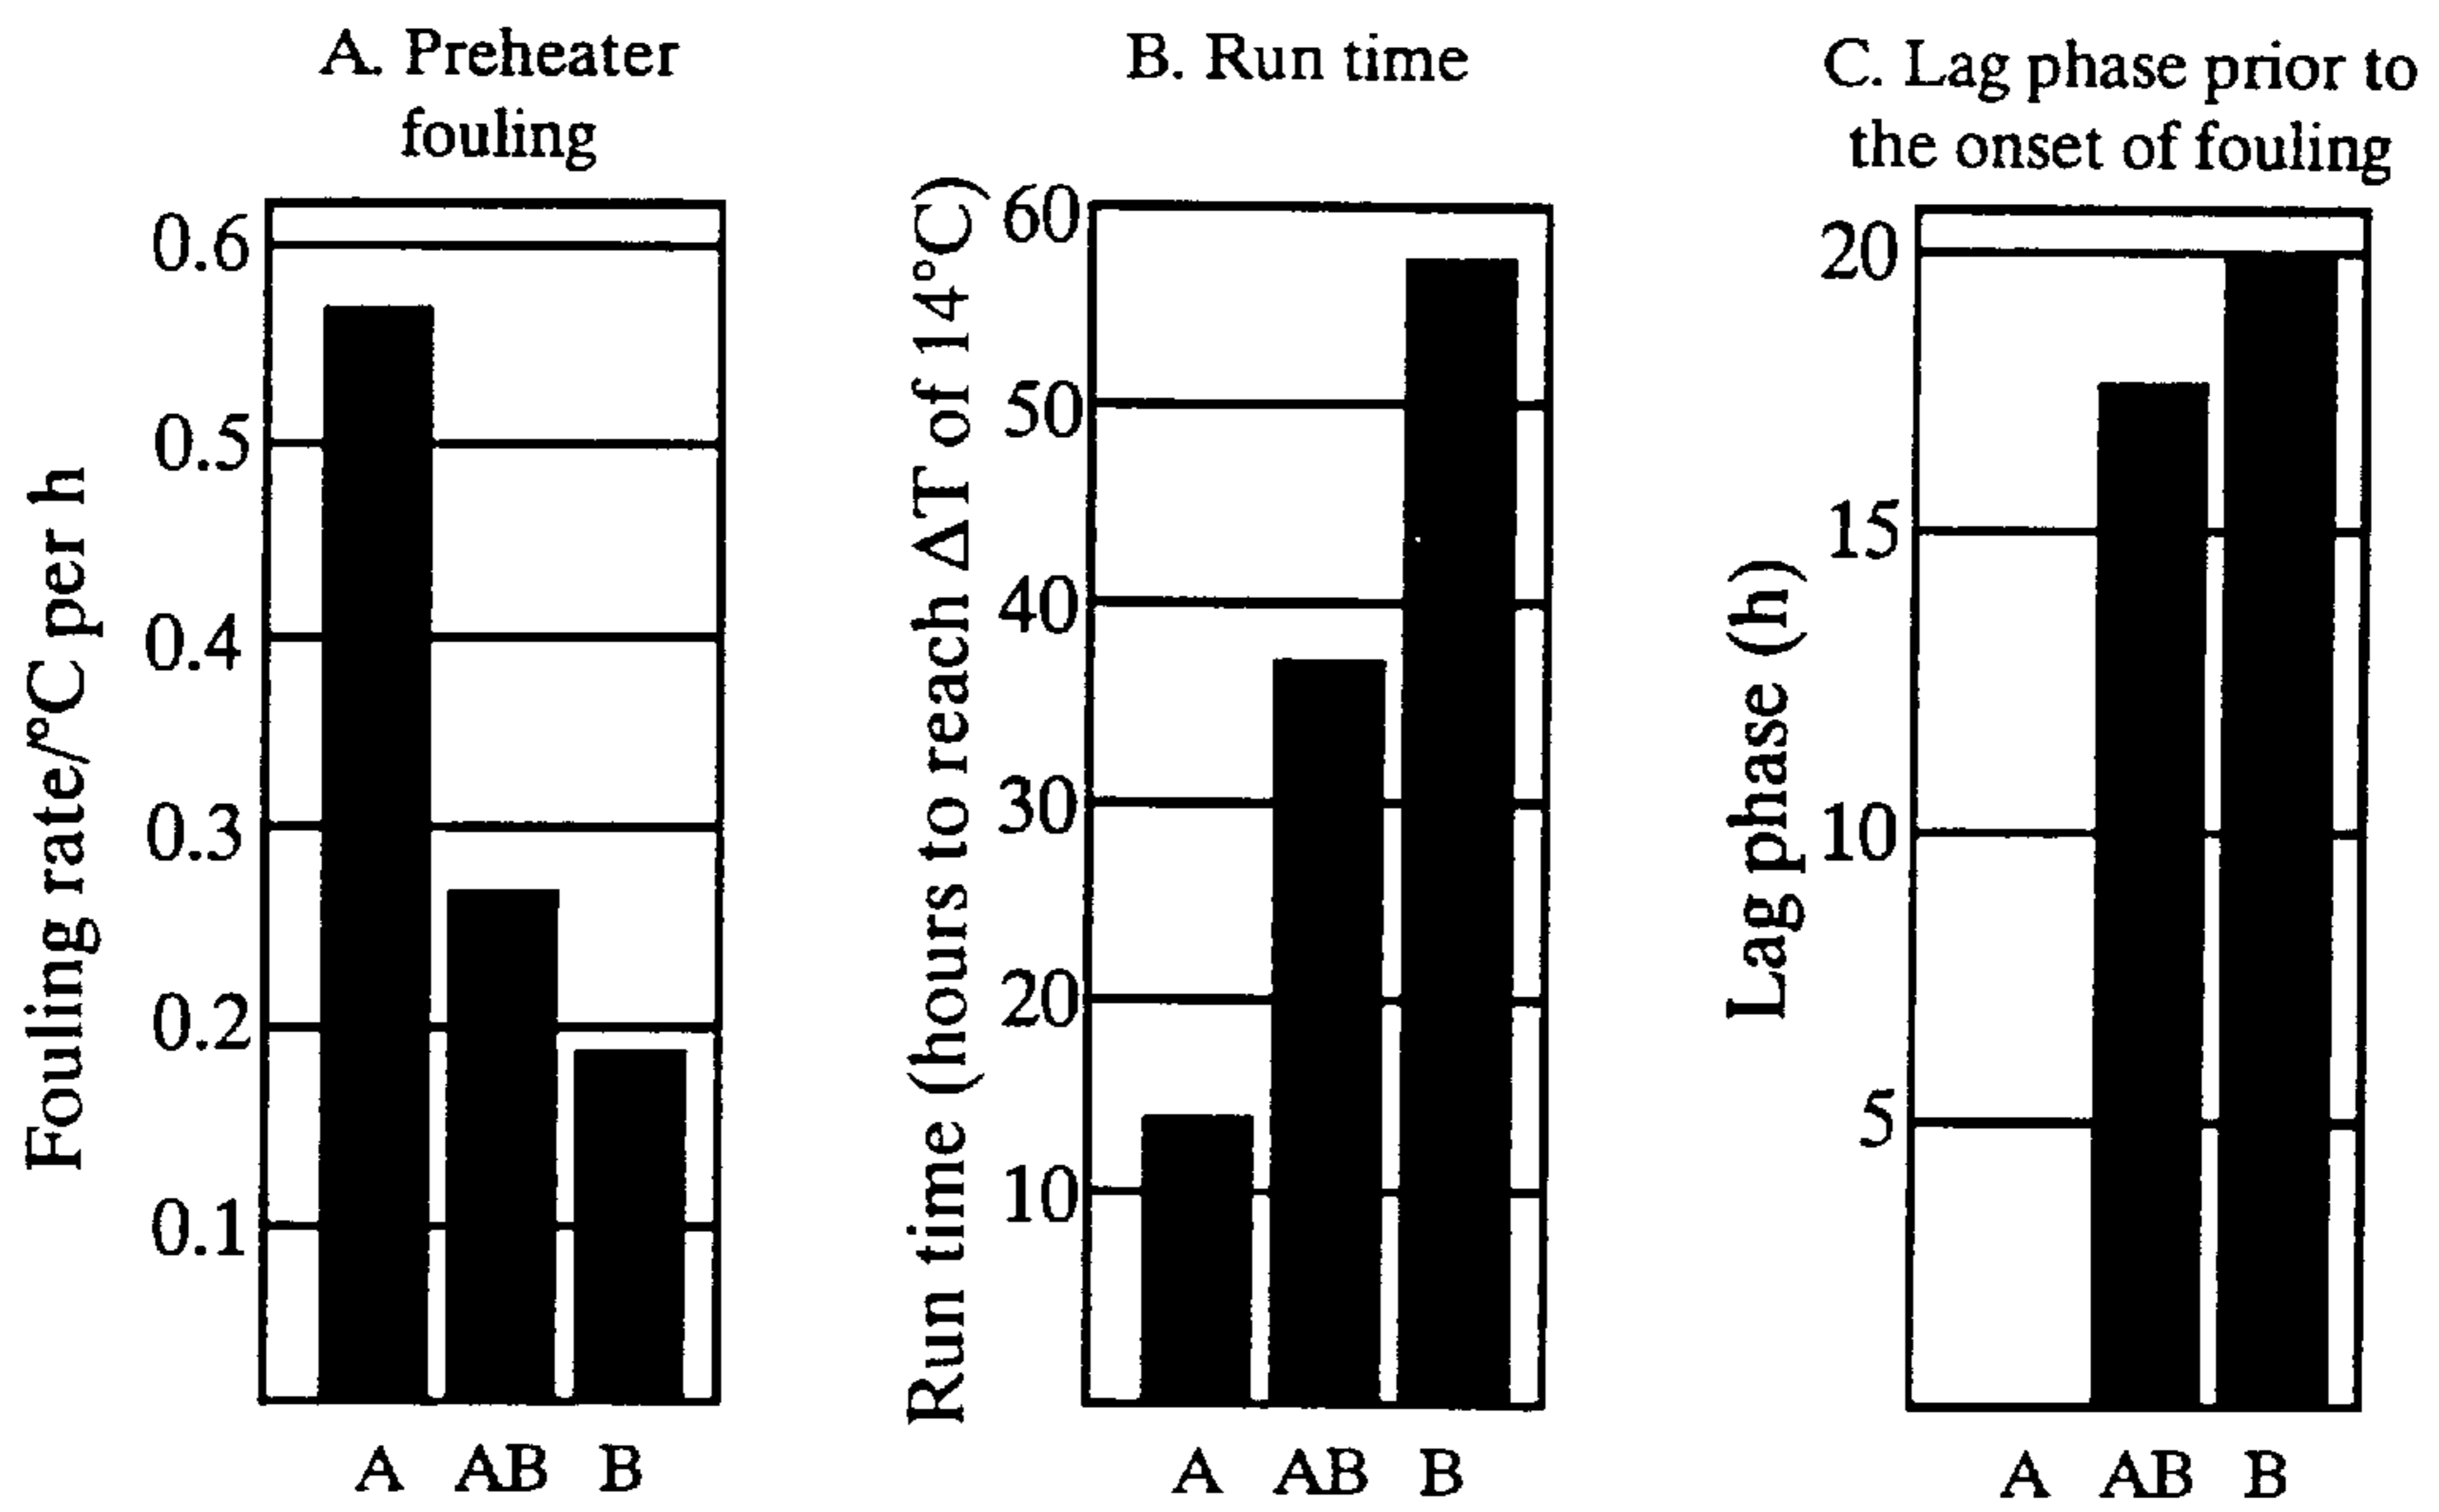 A. Preheater
fouling
Fouling rate/°C per h
0.6
0.5
0.4
0.3
0.2
0.1
A AB B
B. Run time
Run time (hours to reach ΔT of 14°C)
60
50
40
30
20
10
A AB B
C. Lag phase prior to
the onset of fouling
Lag phase (h)
20
15
10
5
A AB B